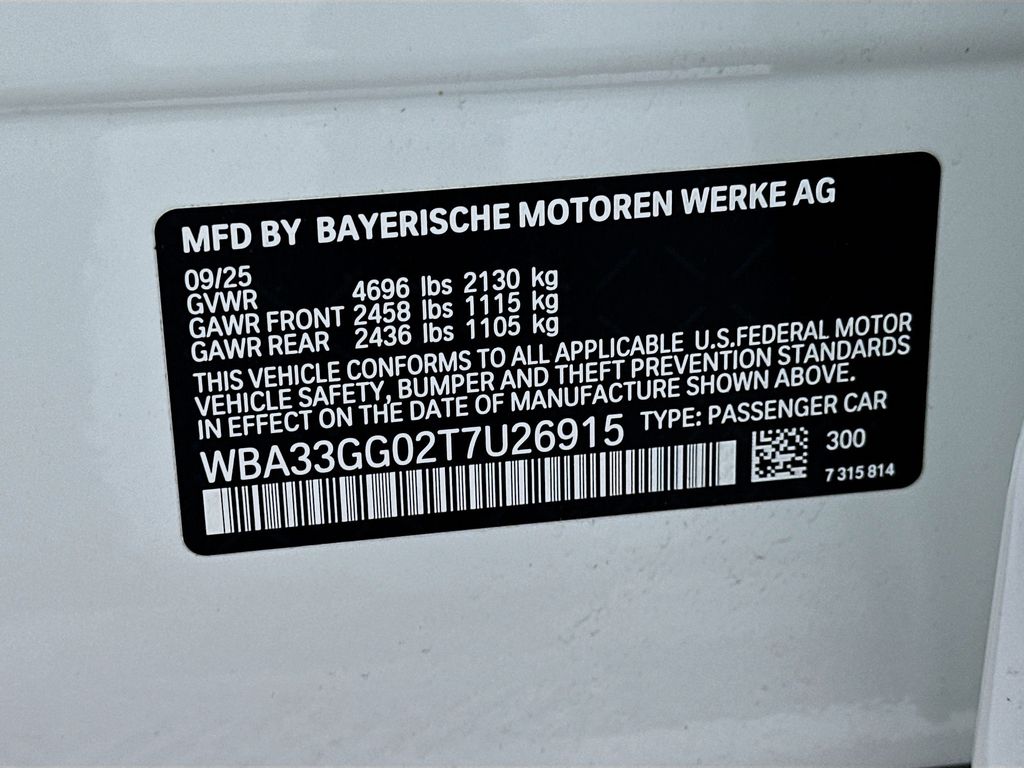 MFD BY BAYERISCHE MOTOREN WERKE AG
09/25
GVWR 4696 lbs 2130 kg
GAWR FRONT 2458 lbs 1115 kg
GAWR REAR 2436 lbs 1105 kg
THIS VEHICLE CONFORMS TO ALL APPLICABLE U.S.FEDERAL MOTOR
VEHICLE SAFETY, BUMPER AND THEFT PREVENTION STANDARDS
IN EFFECT ON THE DATE OF MANUFACTURE SHOWN ABOVE.
WBA33GG02T7U26915 TYPE: PASSENGER CAR
300
7 315 814